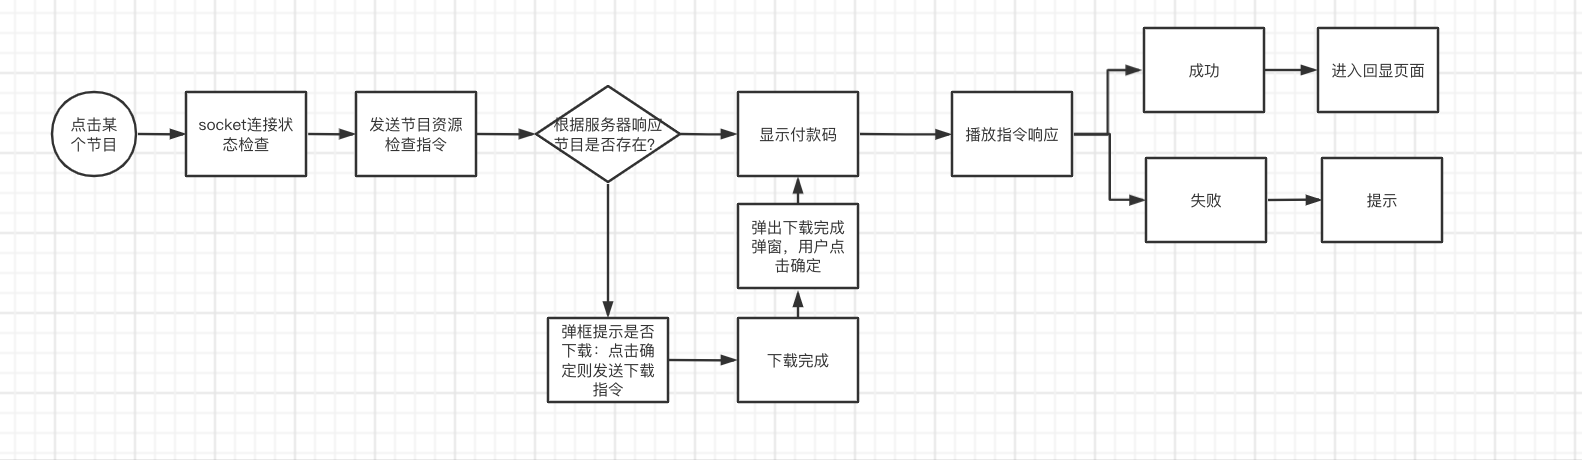 点击某
个节目
socket连接状
态检查
发送节目资源
检查指令
根据服务器响应
节目是否存在?
显示付款码
播放指令响应
成功
进入回显页面
失败
提示
弹出下载完成
弹窗，用户点
击确定
弹框提示是否
下载：点击确
定则发送下载
指令
下载完成